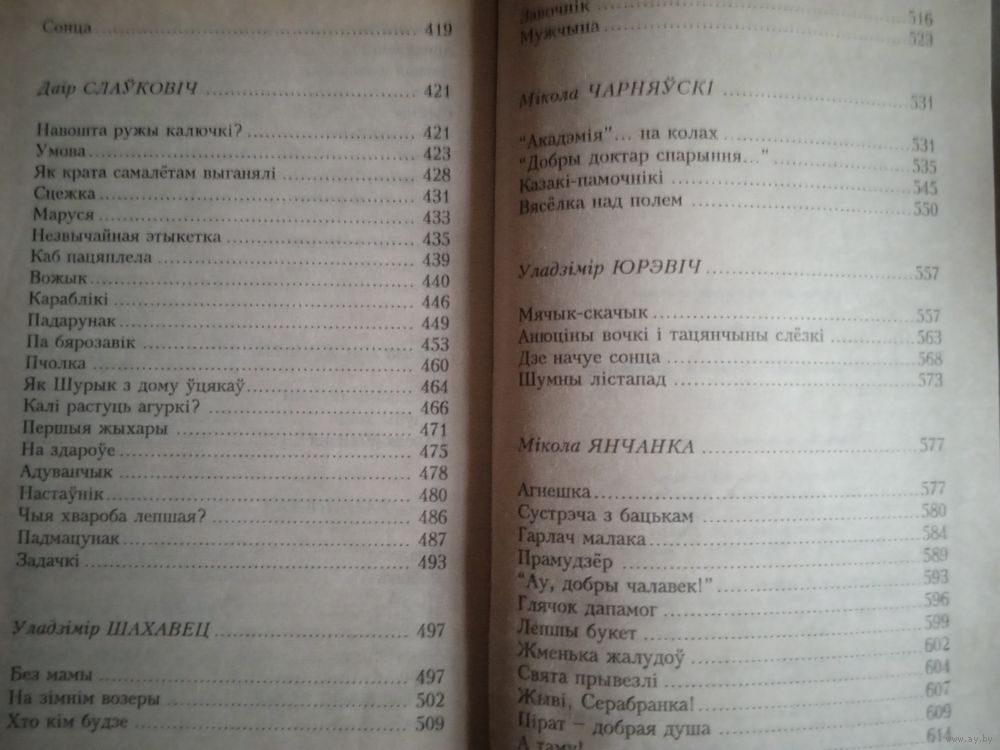 Сонца 419
Даір СЛАЎКОВІЧ 421
Навошта ружы калючкі? 421
Умова 423
Як крата самалётам выганялі 428
Сцежка 431
Маруся 433
Незвычайная этыкетка 435
Каб пацяплела 439
Вожык 440
Караблікі 446
Падарунак 449
Па бярозавік 453
Пчолка 460
Як Шурык з дому ўцякаў 464
Калі растуць агуркі? 466
Першыя жыхары 471
На здароўе 475
Адуванчык 478
Настаўнік 480
Чыя хвароба лепшая? 486
Падмацунак 487
Задачкі 493
Уладзімір ШАХАВЕЦ 497
Без мамы 497
На зімнім возеры 502
Хто кім будзе 509
Завочнік 516
Мужчына 523
Мікола ЧАРНЯЎСКІ 531
"Акадэмія"... на колах 531
"Добры доктар спарыння..." 535
Казакі-памочнікі 545
Вясёлка над полем 550
Уладзімір ЮРЭВІЧ 557
Мячык-скачык 557
Анюціны вочкі і тацянчыны слёзкі 563
Дзе начуе сонца 568
Шумны лістапад 573
Мікола ЯНЧАНКА 577
Агнешка 577
Сустрэча з бацькам 580
Гарлач малака 584
Прамудзёр 589
"Ау, добры чалавек!" 593
Глячок дапамог 596
Лепшы букет 599
Жменька жалудоў 602
Свята прывезлі 604
Жыві, Серабранка! 607
Пірат – добрая душа 609
А таму! 614
www.ay.by